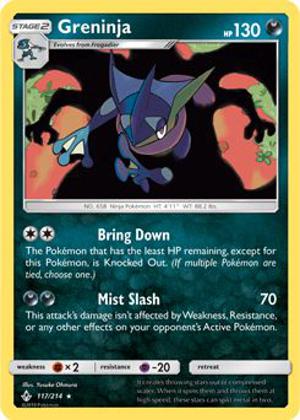 STAGE 2 Greninja HP 130
Evolves from Frogadier
NO. 658 Ninja Pokémon HT: 4'11" WT: 88.2 lbs.
Bring Down
The Pokémon that has the least HP remaining, except for
this Pokémon, is Knocked Out. (If multiple Pokémon are
tied, choose one.)
Mist Slash 70
This attack's damage isn't affected by Weakness, Resistance,
or any other effects on your opponent's Active Pokémon.
weakness ×2 resistance -20 retreat
Illus. Yusuke Ohmura
117/214 ★
It creates throwing stars out of compressed
water. When it spins them and throws them
at high speed, these stars can split metal
in two.
©2019 Pokémon